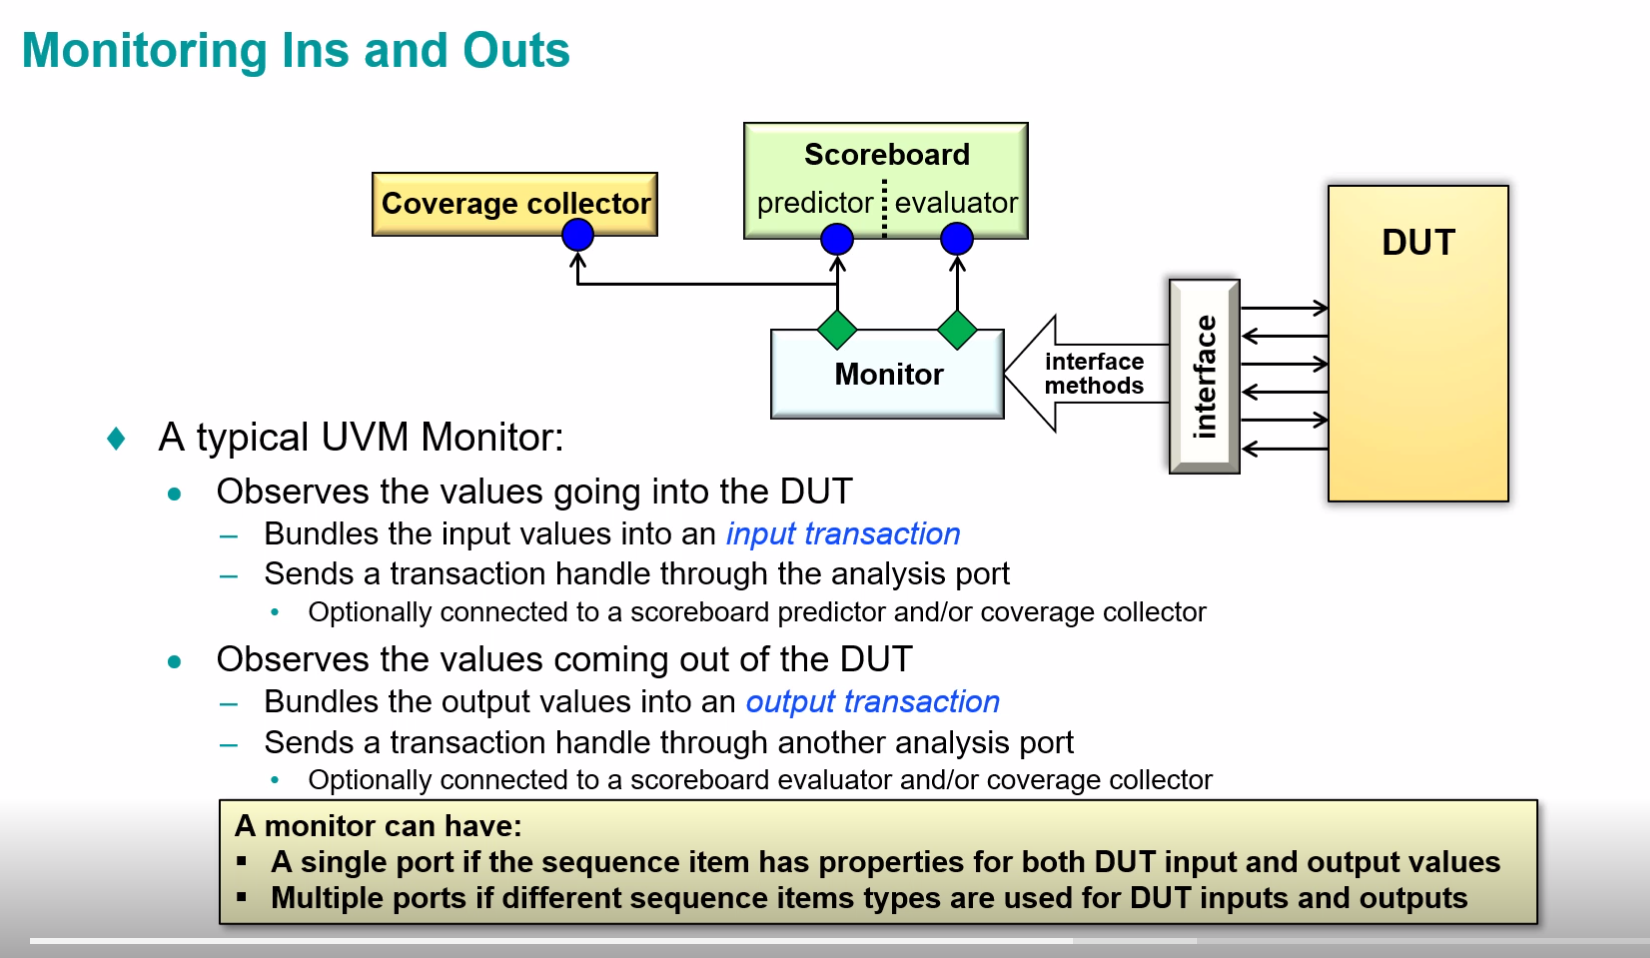 Monitoring Ins and Outs
Scoreboard
predictor evaluator
Coverage collector
DUT
Monitor
interface
methods
interface
A typical UVM Monitor:
Observes the values going into the DUT
– Bundles the input values into an input transaction
– Sends a transaction handle through the analysis port
• Optionally connected to a scoreboard predictor and/or coverage collector
Observes the values coming out of the DUT
– Bundles the output values into an output transaction
– Sends a transaction handle through another analysis port
• Optionally connected to a scoreboard evaluator and/or coverage collector
A monitor can have:
▪ A single port if the sequence item has properties for both DUT input and output values
▪ Multiple ports if different sequence items types are used for DUT inputs and outputs